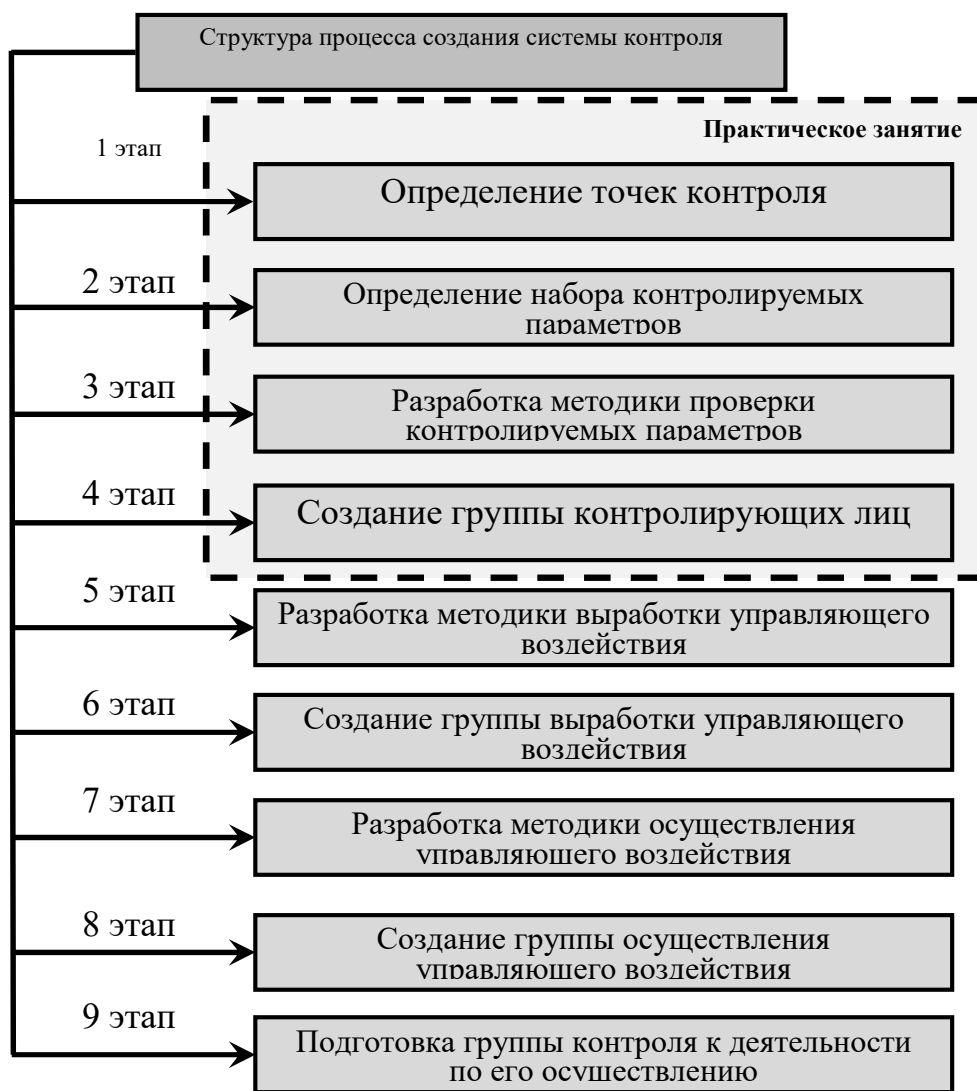 Структура процесса создания системы контроля
Практическое занятие
1 этап
Определение точек контроля
2 этап
Определение набора контролируемых
параметров
3 этап
Разработка методики проверки
контролируемых параметров
4 этап
Создание группы контролирующих лиц
5 этап
Разработка методики выработки управляющего
воздействия
6 этап
Создание группы выработки управляющего
воздействия
7 этап
Разработка методики осуществления
управляющего воздействия
8 этап
Создание группы осуществления
управляющего воздействия
9 этап
Подготовка группы контроля к деятельности
по его осуществлению